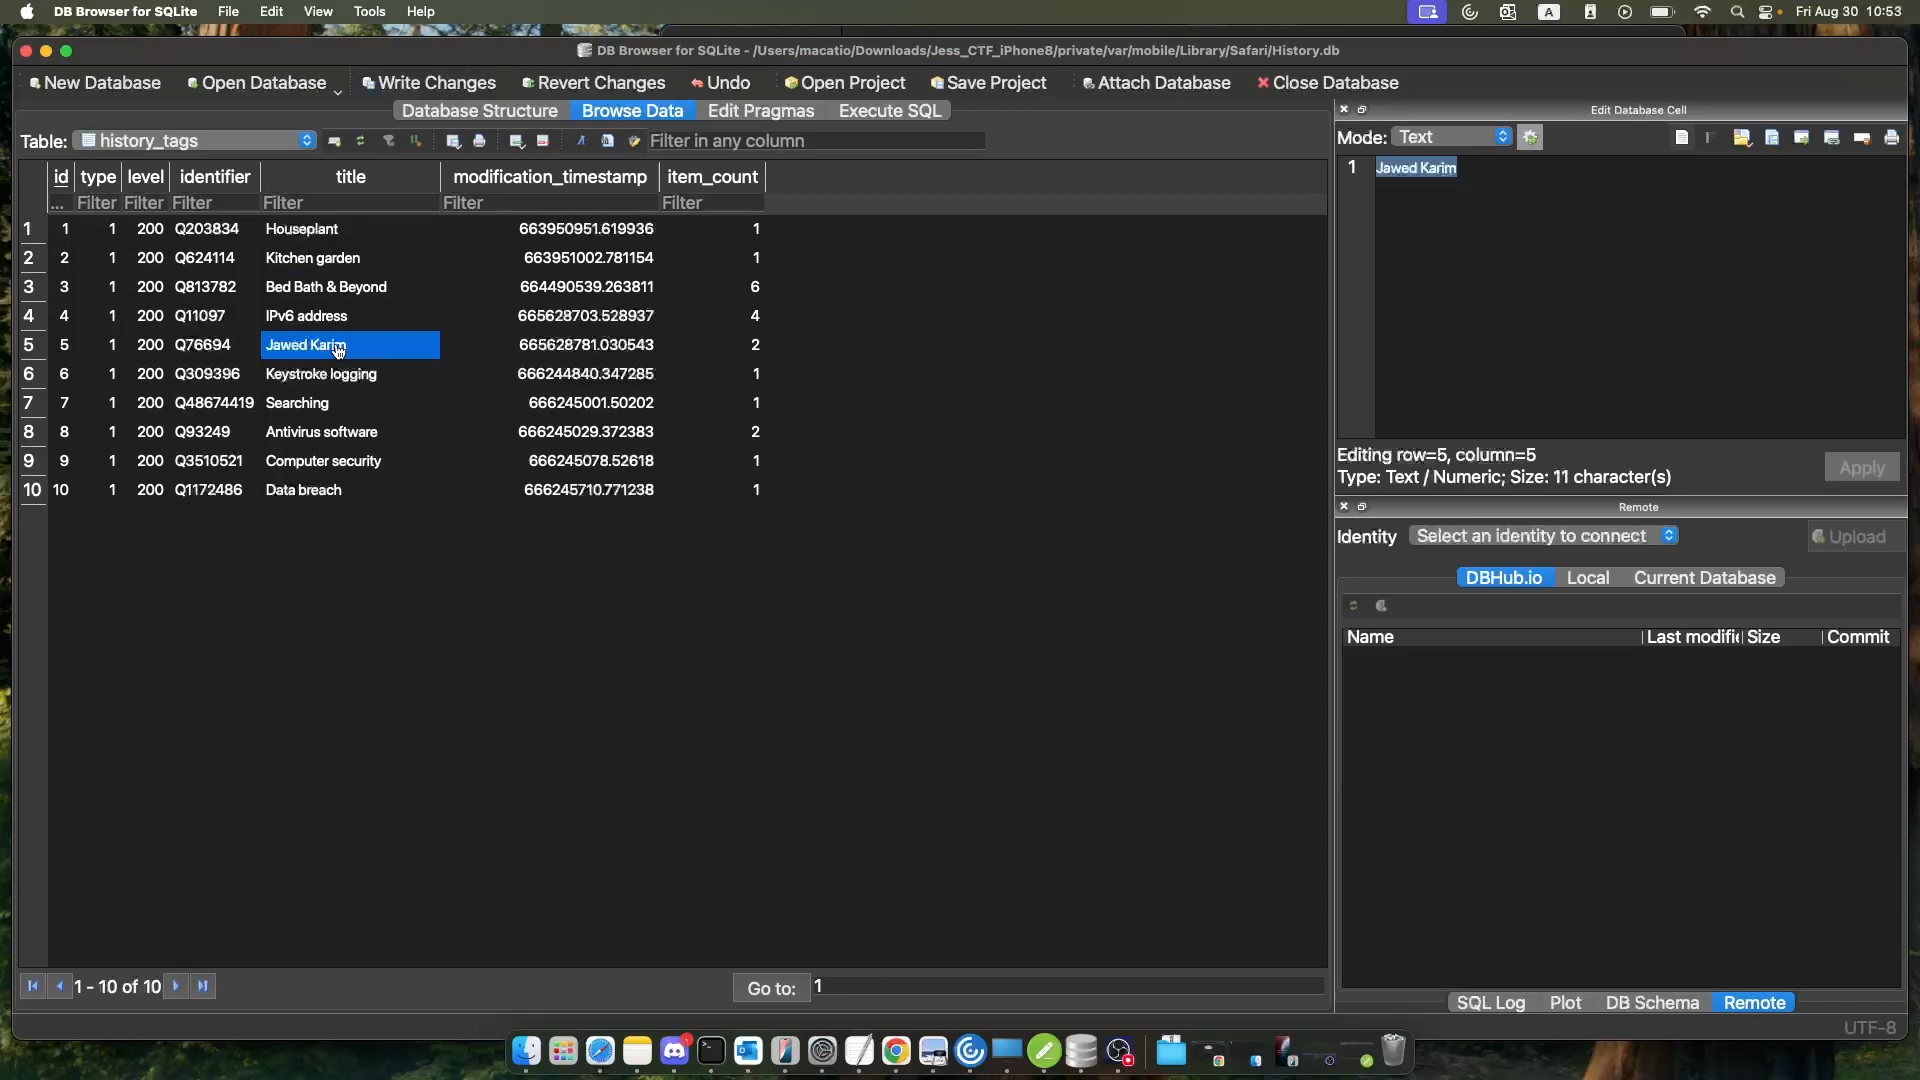 DB Browser for SQLite File Edit View Tools Help A Fri Aug 30 10:53
DB Browser for SQLite - /Users/macatio/Downloads/Jess_CTF_iPhone8/private/var/mobile/Library/Safari/History.db
New Database Open Database Write Changes Revert Changes Undo Open Project Save Project Attach Database Close Database
Database Structure Browse Data Edit Pragmas Execute SQL
Table: history_tags Filter in any column
id type level identifier title modification_timestamp item_count
... Filter Filter Filter Filter Filter Filter
1 1 1 200 Q203834 Houseplant 663950951.619936 1
2 2 1 200 Q624114 Kitchen garden 663951002.781154 1
3 3 1 200 Q813782 Bed Bath & Beyond 664490539.263811 6
4 4 1 200 Q11097 IPv6 address 665628703.528937 4
5 5 1 200 Q76694 Jawed Karim 665628781.030543 2
6 6 1 200 Q309396 Keystroke logging 666244840.347285 1
7 7 1 200 Q48674419 Searching 666245001.50202 1
8 8 1 200 Q93249 Antivirus software 666245029.372383 2
9 9 1 200 Q3510521 Computer security 666245078.52618 1
10 10 1 200 Q1172486 Data breach 666245710.771238 1
1 - 10 of 10 Go to: 1
Edit Database Cell
Mode: Text
1 Jawed Karim
Editing row=5, column=5
Type: Text / Numeric; Size: 11 character(s)
Apply
Remote
Identity Select an identity to connect Upload
DBHub.io Local Current Database
Name Last modifi Size Commit
SQL Log Plot DB Schema Remote
UTF-8